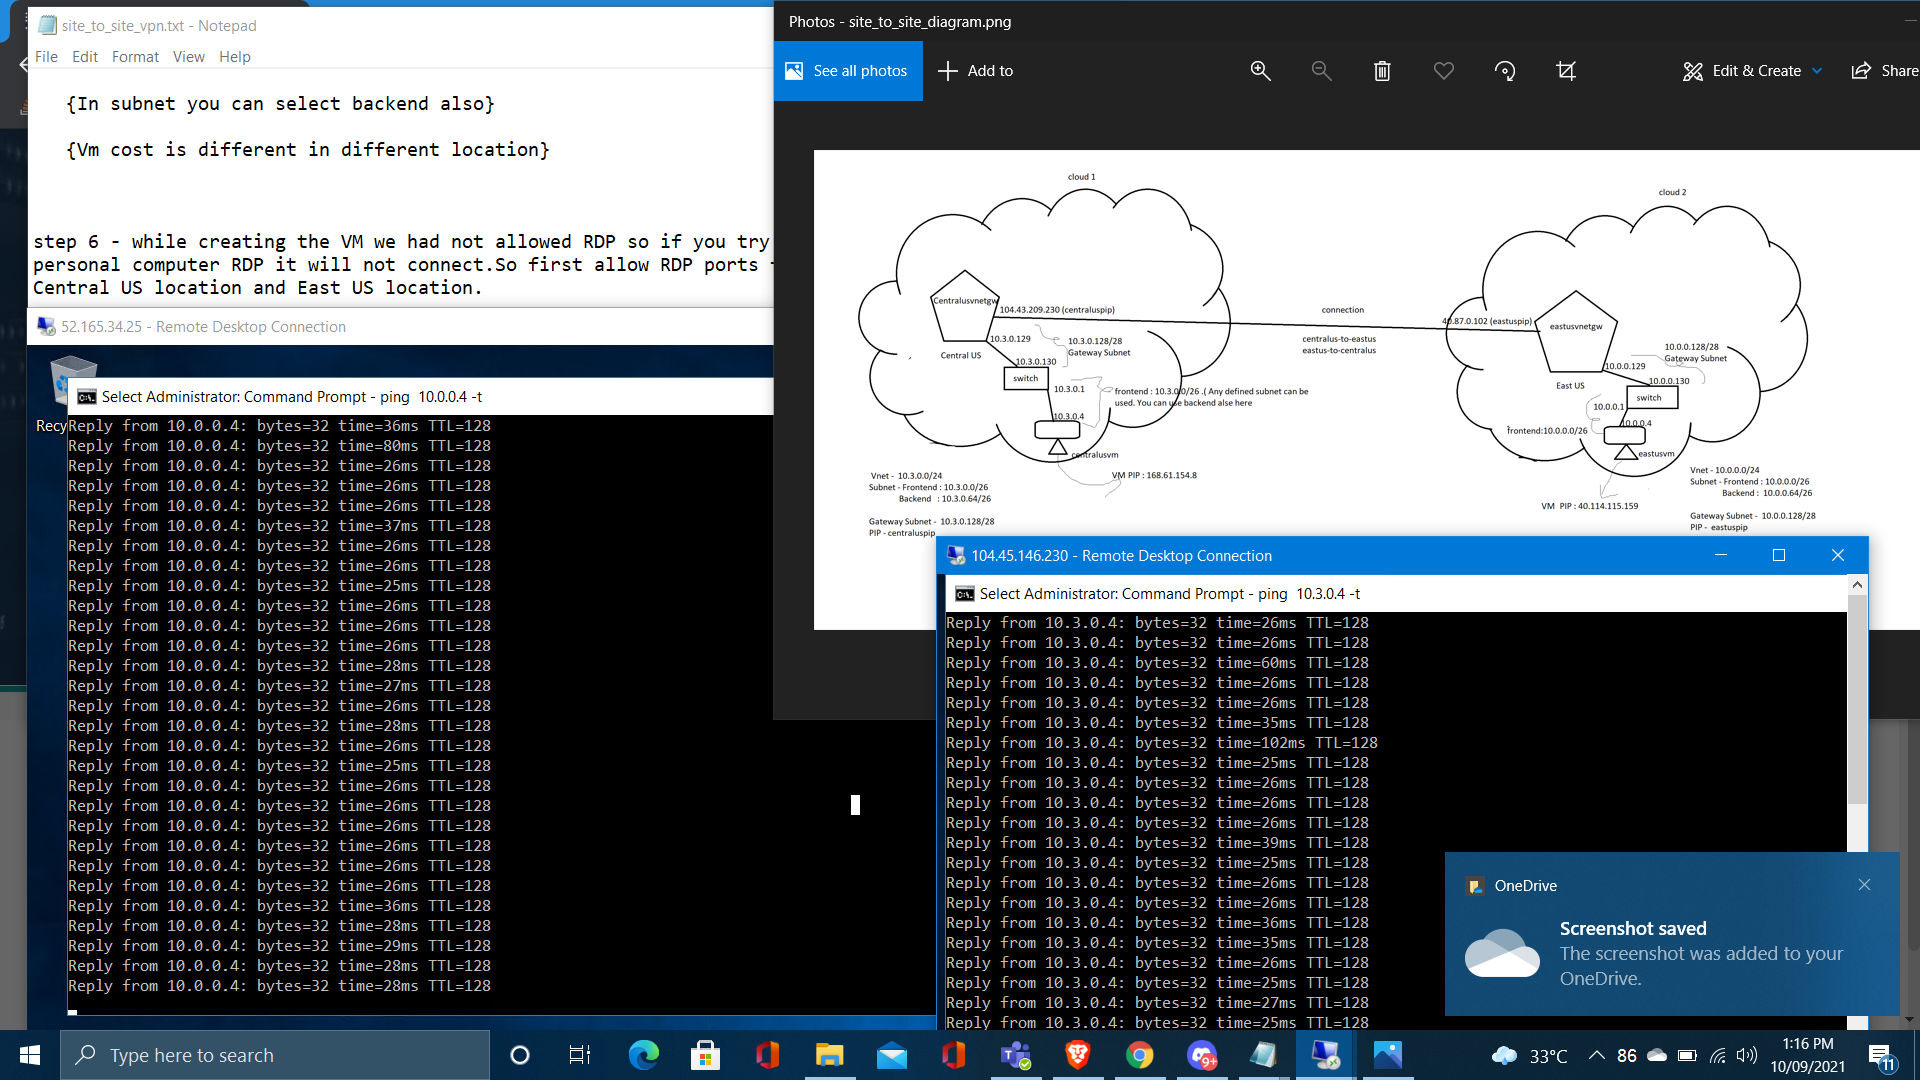 site_to_site_vpn.txt - Notepad
File Edit Format View Help
{In subnet you can select backend also}
{Vm cost is different in different location}
step 6 - while creating the VM we had not allowed RDP so if you try
personal computer RDP it will not connect.So first allow RDP ports
Central US location and East US location.
Photos - site_to_site_diagram.png
See all photos
Add to
Edit & Create
Share
cloud 1
Centralusvnetgw
104.43.209.230 (centraluspip)
10.3.0.129
10.3.0.128/28
Gateway Subnet
Central US
10.3.0.130
switch
10.3.0.1
frontend : 10.3.0.0/26 .( Any defined subnet can be
used. You can use backend alse here
10.3.0.4
centralusvm
VM PIP : 168.61.154.8
Vnet - 10.3.0.0/24
Subnet - Frontend : 10.3.0.0/26
Backend : 10.3.0.64/26
Gateway Subnet - 10.3.0.128/28
PIP - centraluspip
connection
centralus-to-eastus
eastus-to-centralus
cloud 2
40.87.0.102 (eastuspip)
eastusvnetgw
10.0.0.128/28
Gateway Subnet
10.0.0.129
East US
10.0.0.130
switch
10.0.0.1
10.0.0.4
frontend:10.0.0.0/26
eastusvm
VM PIP : 40.114.115.159
Vnet - 10.0.0.0/24
Subnet - Frontend : 10.0.0.0/26
Backend : 10.0.0.64/26
Gateway Subnet - 10.0.0.128/28
PIP - eastuspip
52.165.34.25 - Remote Desktop Connection
Recy
Select Administrator: Command Prompt - ping 10.0.0.4 -t
Reply from 10.0.0.4: bytes=32 time=36ms TTL=128
Reply from 10.0.0.4: bytes=32 time=80ms TTL=128
Reply from 10.0.0.4: bytes=32 time=26ms TTL=128
Reply from 10.0.0.4: bytes=32 time=26ms TTL=128
Reply from 10.0.0.4: bytes=32 time=26ms TTL=128
Reply from 10.0.0.4: bytes=32 time=37ms TTL=128
Reply from 10.0.0.4: bytes=32 time=26ms TTL=128
Reply from 10.0.0.4: bytes=32 time=26ms TTL=128
Reply from 10.0.0.4: bytes=32 time=25ms TTL=128
Reply from 10.0.0.4: bytes=32 time=26ms TTL=128
Reply from 10.0.0.4: bytes=32 time=26ms TTL=128
Reply from 10.0.0.4: bytes=32 time=26ms TTL=128
Reply from 10.0.0.4: bytes=32 time=28ms TTL=128
Reply from 10.0.0.4: bytes=32 time=27ms TTL=128
Reply from 10.0.0.4: bytes=32 time=26ms TTL=128
Reply from 10.0.0.4: bytes=32 time=28ms TTL=128
Reply from 10.0.0.4: bytes=32 time=26ms TTL=128
Reply from 10.0.0.4: bytes=32 time=25ms TTL=128
Reply from 10.0.0.4: bytes=32 time=26ms TTL=128
Reply from 10.0.0.4: bytes=32 time=26ms TTL=128
Reply from 10.0.0.4: bytes=32 time=26ms TTL=128
Reply from 10.0.0.4: bytes=32 time=26ms TTL=128
Reply from 10.0.0.4: bytes=32 time=26ms TTL=128
Reply from 10.0.0.4: bytes=32 time=26ms TTL=128
Reply from 10.0.0.4: bytes=32 time=36ms TTL=128
Reply from 10.0.0.4: bytes=32 time=28ms TTL=128
Reply from 10.0.0.4: bytes=32 time=29ms TTL=128
Reply from 10.0.0.4: bytes=32 time=28ms TTL=128
Reply from 10.0.0.4: bytes=32 time=28ms TTL=128
104.45.146.230 - Remote Desktop Connection
Select Administrator: Command Prompt - ping 10.3.0.4 -t
Reply from 10.3.0.4: bytes=32 time=26ms TTL=128
Reply from 10.3.0.4: bytes=32 time=26ms TTL=128
Reply from 10.3.0.4: bytes=32 time=60ms TTL=128
Reply from 10.3.0.4: bytes=32 time=26ms TTL=128
Reply from 10.3.0.4: bytes=32 time=26ms TTL=128
Reply from 10.3.0.4: bytes=32 time=35ms TTL=128
Reply from 10.3.0.4: bytes=32 time=102ms TTL=128
Reply from 10.3.0.4: bytes=32 time=25ms TTL=128
Reply from 10.3.0.4: bytes=32 time=26ms TTL=128
Reply from 10.3.0.4: bytes=32 time=26ms TTL=128
Reply from 10.3.0.4: bytes=32 time=26ms TTL=128
Reply from 10.3.0.4: bytes=32 time=39ms TTL=128
Reply from 10.3.0.4: bytes=32 time=25ms TTL=128
Reply from 10.3.0.4: bytes=32 time=26ms TTL=128
Reply from 10.3.0.4: bytes=32 time=26ms TTL=128
Reply from 10.3.0.4: bytes=32 time=36ms TTL=128
Reply from 10.3.0.4: bytes=32 time=35ms TTL=128
Reply from 10.3.0.4: bytes=32 time=26ms TTL=128
Reply from 10.3.0.4: bytes=32 time=25ms TTL=128
Reply from 10.3.0.4: bytes=32 time=27ms TTL=128
Reply from 10.3.0.4: bytes=32 time=25ms TTL=128
OneDrive
Screenshot saved
The screenshot was added to your
OneDrive.
Type here to search
9+
33°C
86
1:16 PM
10/09/2021
11